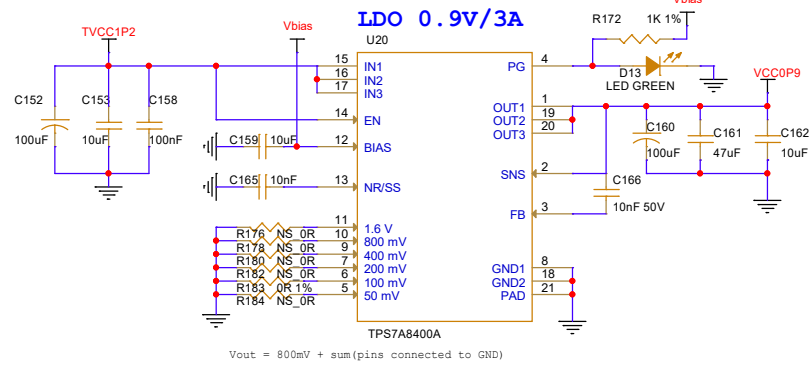 LDO 0.9V/3A
Vbias
R172 1K 1%
TVCC1P2
Vbias
U20
15 IN1
16 IN2
17 IN3
PG 4
D13
LED GREEN
VCC0P9
C152
100uF
C153
10uF
C158
100nF
14 EN
OUT1 1
OUT2 19
OUT3 20
C159 10uF
12 BIAS
C160
100uF
C161
47uF
C162
10uF
C165 10nF
13 NR/SS
SNS 2
C166
10nF 50V
FB 3
11 1.6 V
R176 NS_0R 10 800 mV
R178 NS_0R 9 400 mV
R180 NS_0R 7 200 mV
R182 NS_0R 6 100 mV
R183 0R 1% 5 50 mV
R184 NS_0R
GND1 8
GND2 18
PAD 21
TPS7A8400A
Vout = 800mV + sum(pins connected to GND)